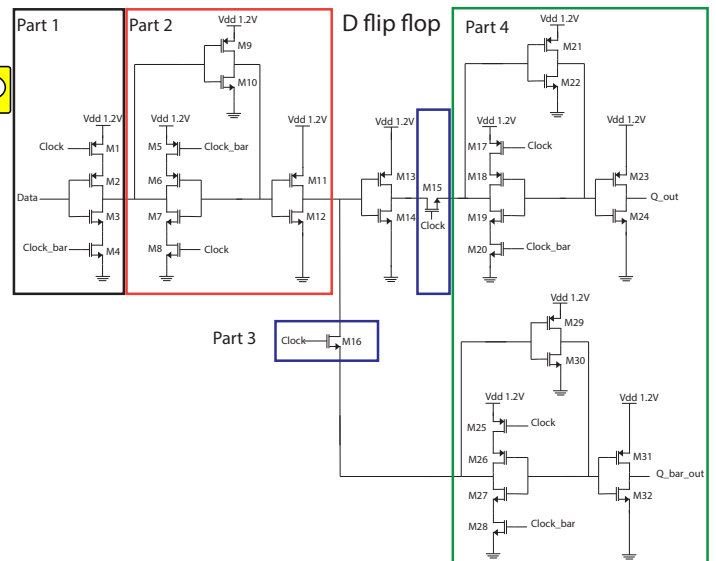 Part 1
Part 2
D flip flop
Part 4
Vdd 1.2V
M9
M10
Vdd 1.2V
M21
M22
Vdd 1.2V
Clock
M1
M2
Data
M3
Clock_bar
M4
Vdd 1.2V
M5
Clock_bar
M6
M7
M8
Clock
Vdd 1.2V
M11
M12
Vdd 1.2V
M13
M14
M15
Clock
Vdd 1.2V
M17
Clock
M18
M19
M20
Clock_bar
Vdd 1.2V
M23
Q_out
M24
Part 3
Clock
M16
Vdd 1.2V
M29
M30
Vdd 1.2V
M25
Clock
M26
M27
M28
Clock_bar
Vdd 1.2V
M31
Q_bar_out
M32